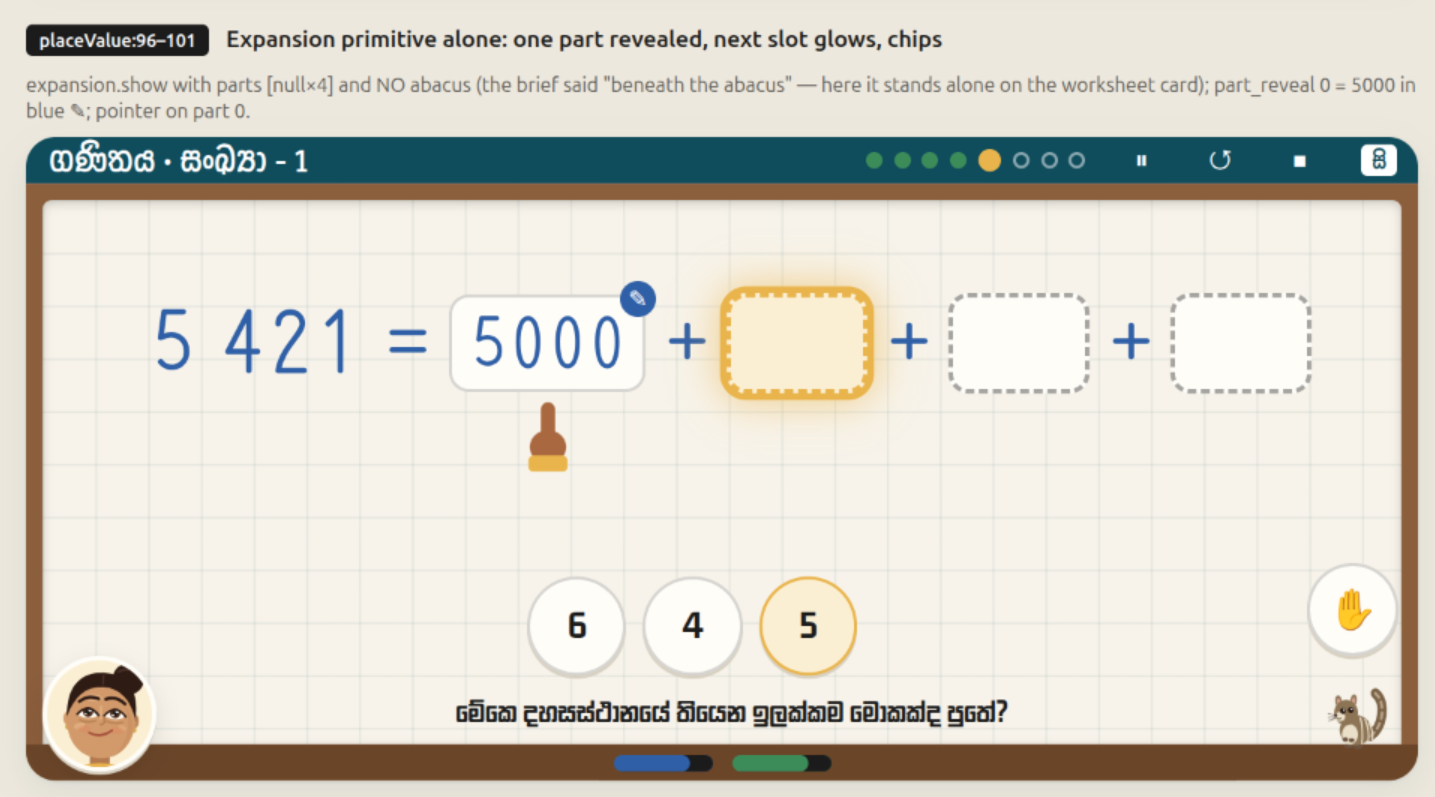 placeValue:96–101 Expansion primitive alone: one part revealed, next slot glows, chips
expansion.show with parts [null×4] and NO abacus (the brief said "beneath the abacus" — here it stands alone on the worksheet card); part_reveal 0 = 5000 in
blue ✎; pointer on part 0.
ගණිතය · සංඛ්‍යා - 1 සි
5 421 = 5000 + + +
6 4 5
මේකෙ දහසස්ථානයේ තියෙන ඉලක්කම මොකක්ද පුතේ?